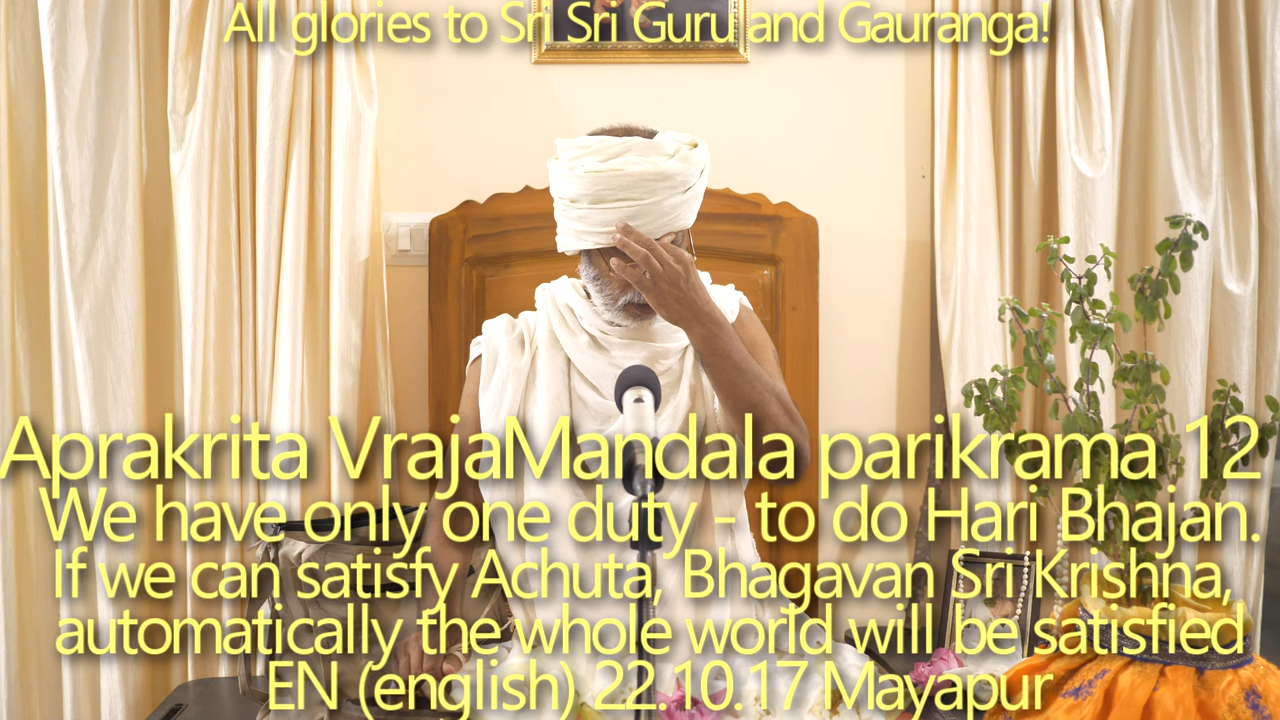 All glories to Sri Sri Guru and Gauranga!
Aprakrita VrajaMandala parikrama 12
We have only one duty - to do Hari Bhajan.
If we can satisfy Achuta, Bhagavan Sri Krishna,
automatically the whole world will be satisfied
EN (english) 22.10.17 Mayapur